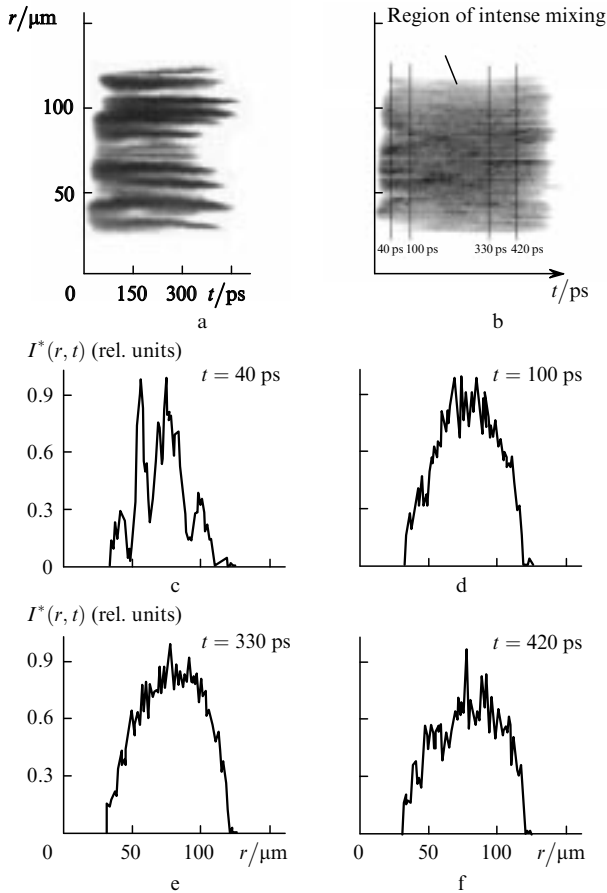 r/μm
100
50
0
150
300
t/ps
a
Region of intense mixing
40 ps
100 ps
330 ps
420 ps
t/ps
b
I*(r, t) (rel. units)
t = 40 ps
0.9
0.6
0.3
0
c
t = 100 ps
d
I*(r, t) (rel. units)
t = 330 ps
0.9
0.6
0.3
0
50
100
r/μm
e
t = 420 ps
0
50
100
r/μm
f